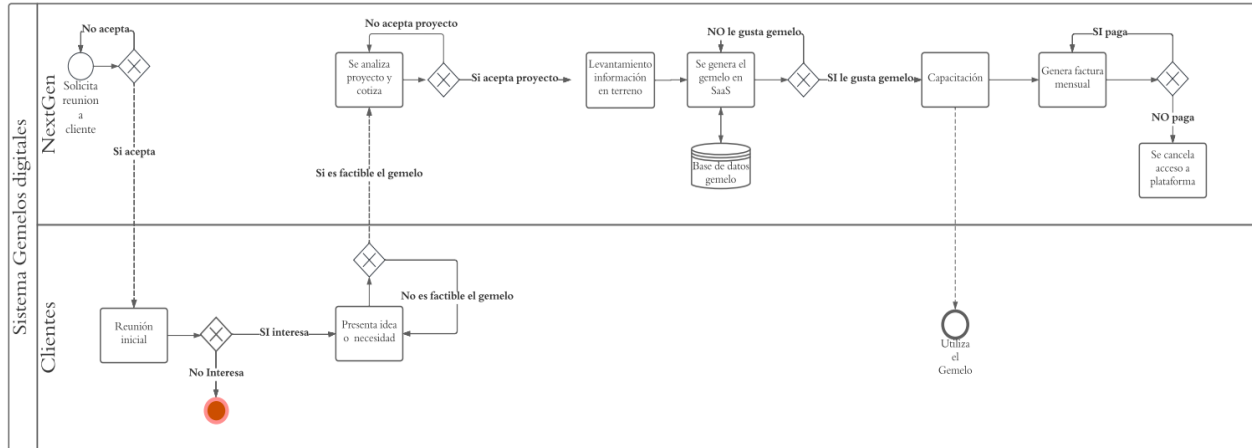 Sistema Gemelos digitales
NextGen
No acepta
Solicita
reunion
a
cliente
Si acepta
No acepta proyecto
Se analiza
proyecto y
cotiza
Si acepta proyecto
Si es factible el gemelo
Levantamiento
información
en terreno
NO le gusta gemelo
Se genera el
gemelo en
SaaS
Base de datos
gemelo
SI le gusta gemelo
Capacitación
SI paga
Genera factura
mensual
NO paga
Se cancela
acceso a
plataforma
Clientes
Reunión
inicial
SI interesa
No Interesa
Presenta idea
o necesidad
No es factible el gemelo
Utiliza
el
Gemelo